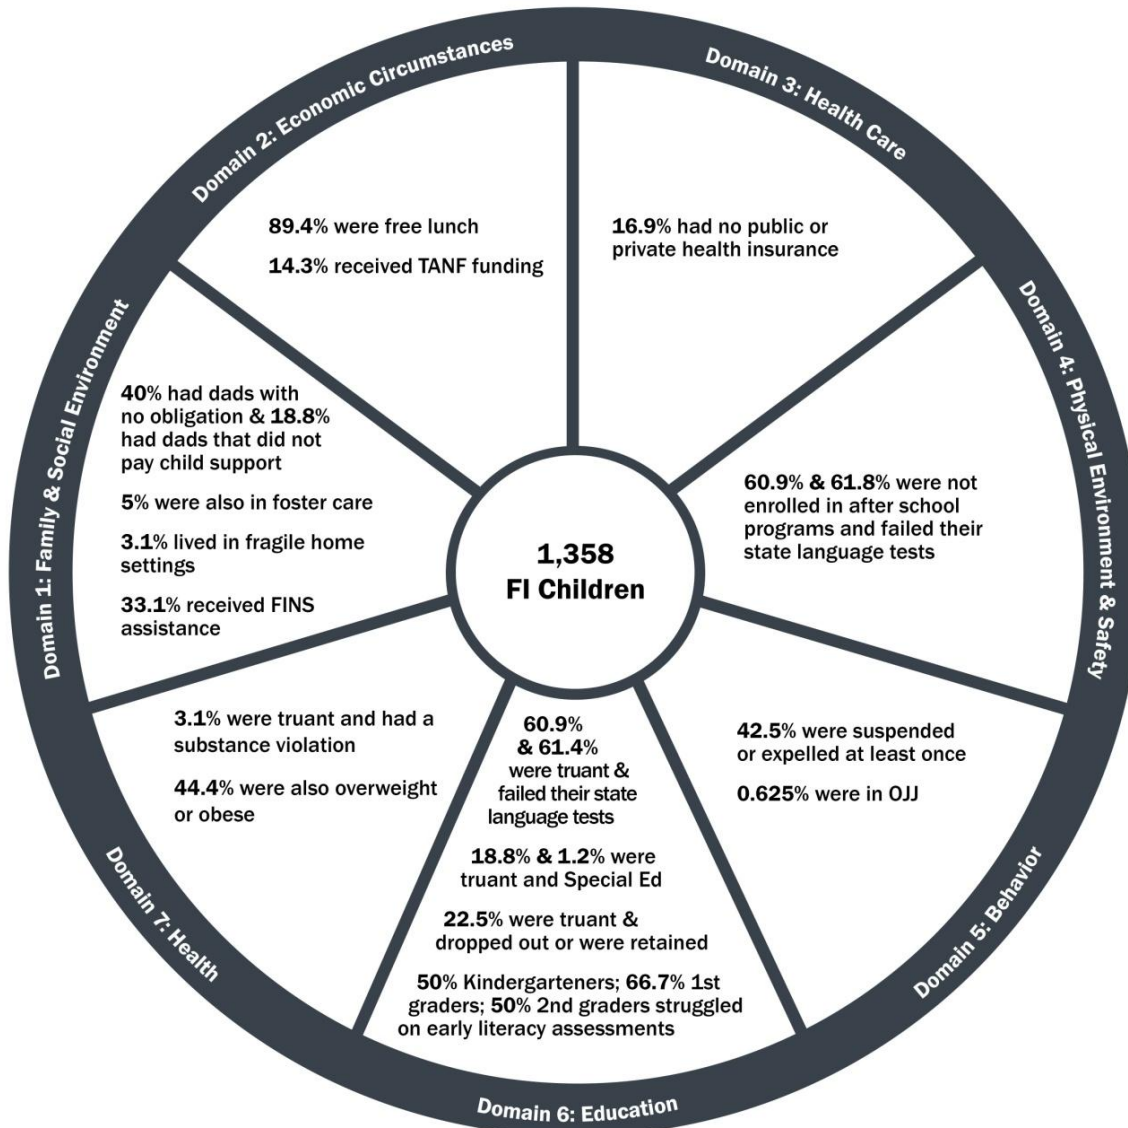 Domain 1: Family & Social Environment
40% had dads with
no obligation & 18.8%
had dads that did not
pay child support
5% were also in foster care
3.1% lived in fragile home
settings
33.1% received FINS
assistance
Domain 2: Economic Circumstances
89.4% were free lunch
14.3% received TANF funding
Domain 3: Health Care
16.9% had no public or
private health insurance
Domain 4: Physical Environment & Safety
60.9% & 61.8% were not
enrolled in after school
programs and failed their
state language tests
1,358
FI Children
Domain 5: Behavior
42.5% were suspended
or expelled at least once
0.625% were in OJJ
Domain 6: Education
60.9%
& 61.4%
were truant &
failed their state
language tests
18.8% & 1.2% were
truant and Special Ed
22.5% were truant &
dropped out or were retained
50% Kindergarteners; 66.7% 1st
graders; 50% 2nd graders struggled
on early literacy assessments
Domain 7: Health
3.1% were truant and had a
substance violation
44.4% were also overweight
or obese